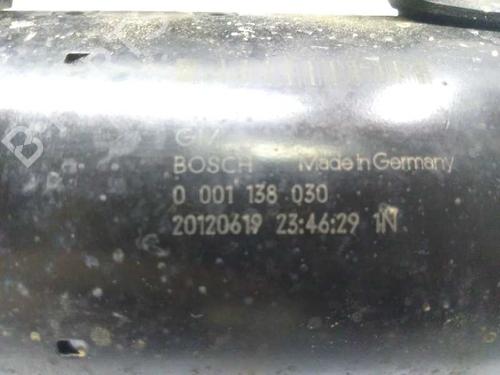 BOSCH Made in Germany
0 001 138 030
20120619 23:46:29 1N